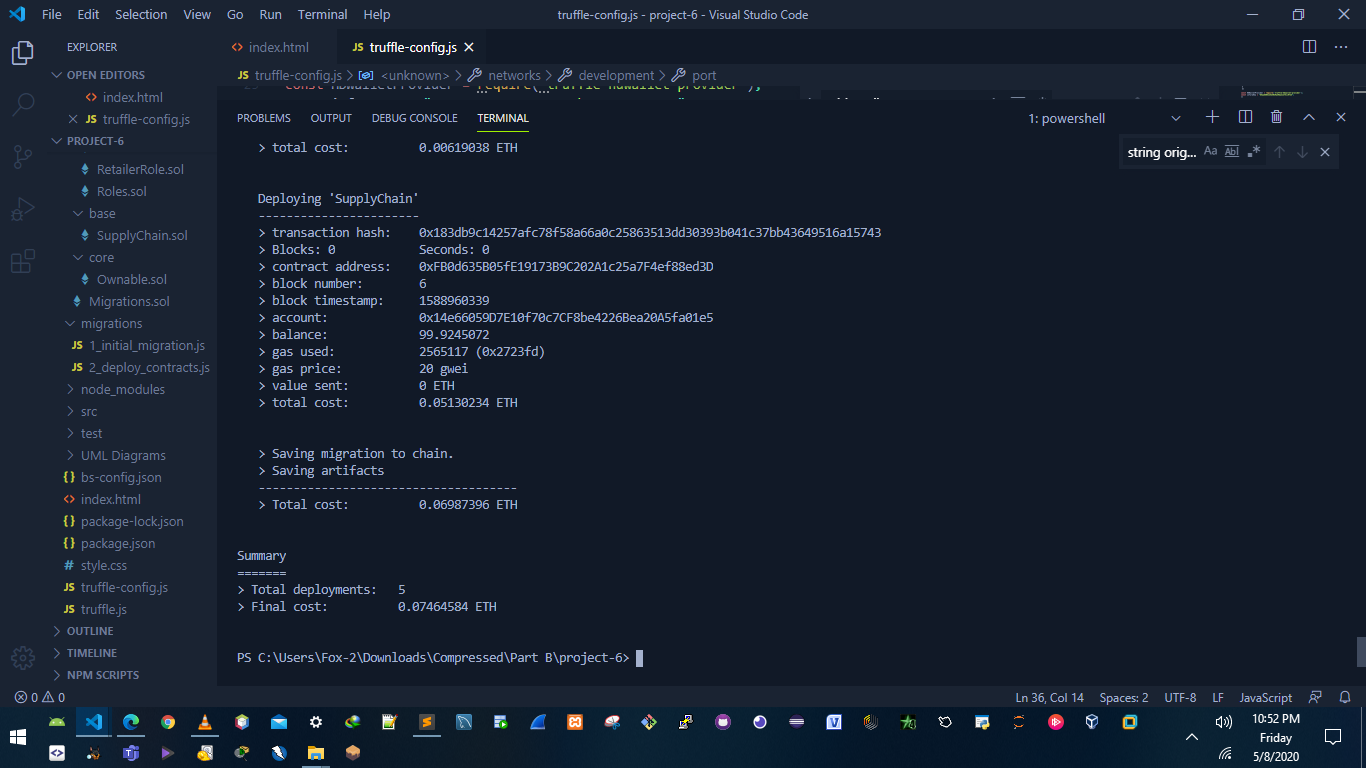 File Edit Selection View Go Run Terminal Help truffle-config.js - project-6 - Visual Studio Code
EXPLORER
OPEN EDITORS
index.html
JS truffle-config.js
PROJECT-6
RetailerRole.sol
Roles.sol
base
SupplyChain.sol
core
Ownable.sol
Migrations.sol
migrations
JS 1_initial_migration.js
JS 2_deploy_contracts.js
node_modules
src
test
UML Diagrams
{} bs-config.json
<> index.html
{} package-lock.json
{} package.json
# style.css
JS truffle-config.js
JS truffle.js
OUTLINE
TIMELINE
NPM SCRIPTS
<> index.html JS truffle-config.js
JS truffle-config.js > <unknown> > networks > development > port
PROBLEMS OUTPUT DEBUG CONSOLE TERMINAL 1: powershell
string orig... Aa Abl .*
> total cost: 0.00619038 ETH
Deploying 'SupplyChain'
-----------------------
> transaction hash: 0x183db9c14257afc78f58a66a0c25863513dd30393b041c37bb43649516a15743
> Blocks: 0 Seconds: 0
> contract address: 0xFB0d635B05fE19173B9C202A1c25a7F4ef88ed3D
> block number: 6
> block timestamp: 1588960339
> account: 0x14e66059D7E10f70c7CF8be4226Bea20A5fa01e5
> balance: 99.9245072
> gas used: 2565117 (0x2723fd)
> gas price: 20 gwei
> value sent: 0 ETH
> total cost: 0.05130234 ETH
> Saving migration to chain.
> Saving artifacts
-------------------------------------
> Total cost: 0.06987396 ETH
Summary
=======
> Total deployments: 5
> Final cost: 0.07464584 ETH
PS C:\Users\Fox-2\Downloads\Compressed\Part B\project-6>
0 0 Ln 36, Col 14 Spaces: 2 UTF-8 LF JavaScript
10:52 PM
Friday
5/8/2020